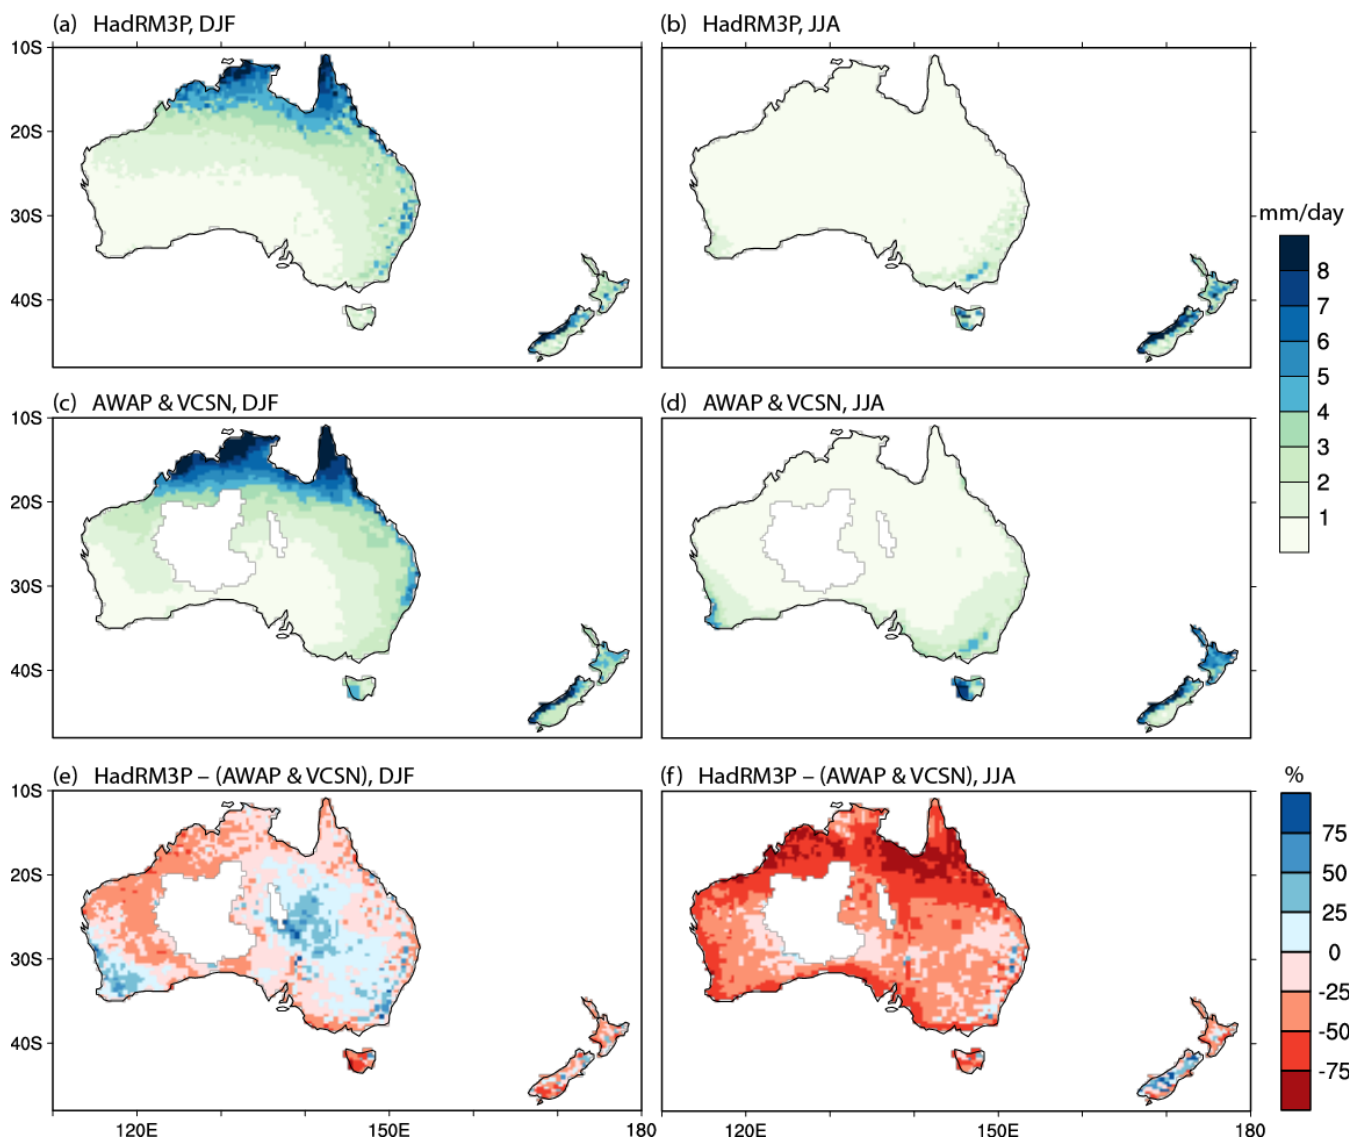 (a) HadRM3P, DJF
(b) HadRM3P, JJA
10S
20S
30S
40S
mm/day
8
7
6
5
4
3
2
1
(c) AWAP & VCSN, DJF
(d) AWAP & VCSN, JJA
10S
20S
30S
40S
(e) HadRM3P – (AWAP & VCSN), DJF
(f) HadRM3P – (AWAP & VCSN), JJA
%
10S
20S
30S
40S
75
50
25
0
-25
-50
-75
120E 150E 180
120E 150E 180